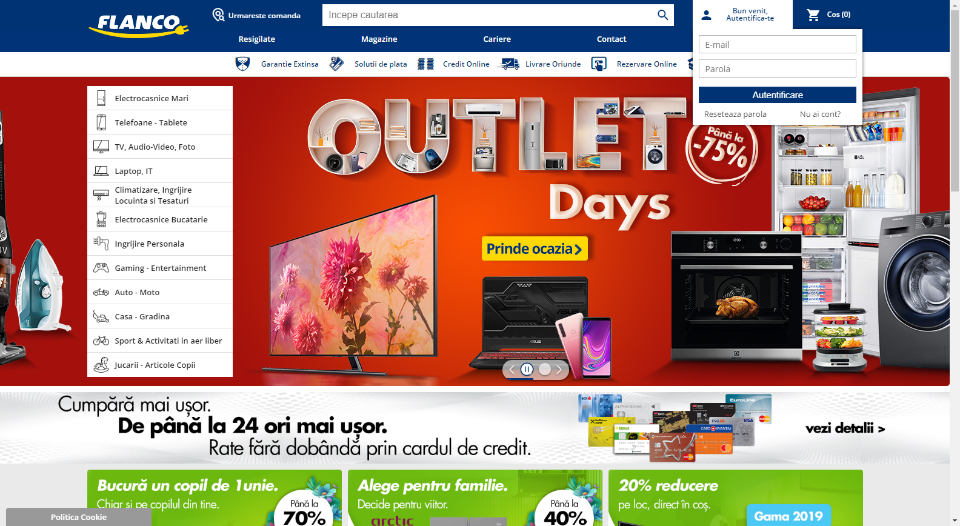 FLANCO
Urmareste comanda
Incepe cautarea
Bun venit,
Autentifica-te
Cos (0)
Resigilate
Magazine
Cariere
Contact
E-mail
Parola
Autentificare
Reseteaza parola
Nu ai cont?
Garantie Extinsa
Solutii de plata
Credit Online
Livrare Oriunde
Rezervare Online
Electrocasnice Mari
Telefoane - Tablete
TV, Audio-Video, Foto
Laptop, IT
Climatizare, Ingrijire
Locuinta si Tesaturi
Electrocasnice Bucatarie
Ingrijire Personala
Gaming - Entertainment
Auto - Moto
Casa - Gradina
Sport & Activitati in aer liber
Jucarii - Articole Copii
OUTLET
Days
Până la
-75%
Prinde ocazia
Cumpără mai ușor.
De până la 24 ori mai ușor.
Rate fără dobândă prin cardul de credit.
vezi detalii >
Bucură un copil de 1 iunie.
Chiar și pe copilul din tine.
Până la
70%
Alege pentru familie.
Decide pentru viitor.
arctic
Până la
40%
20% reducere
pe loc, direct în coș.
Gama 2019
Politica Cookie